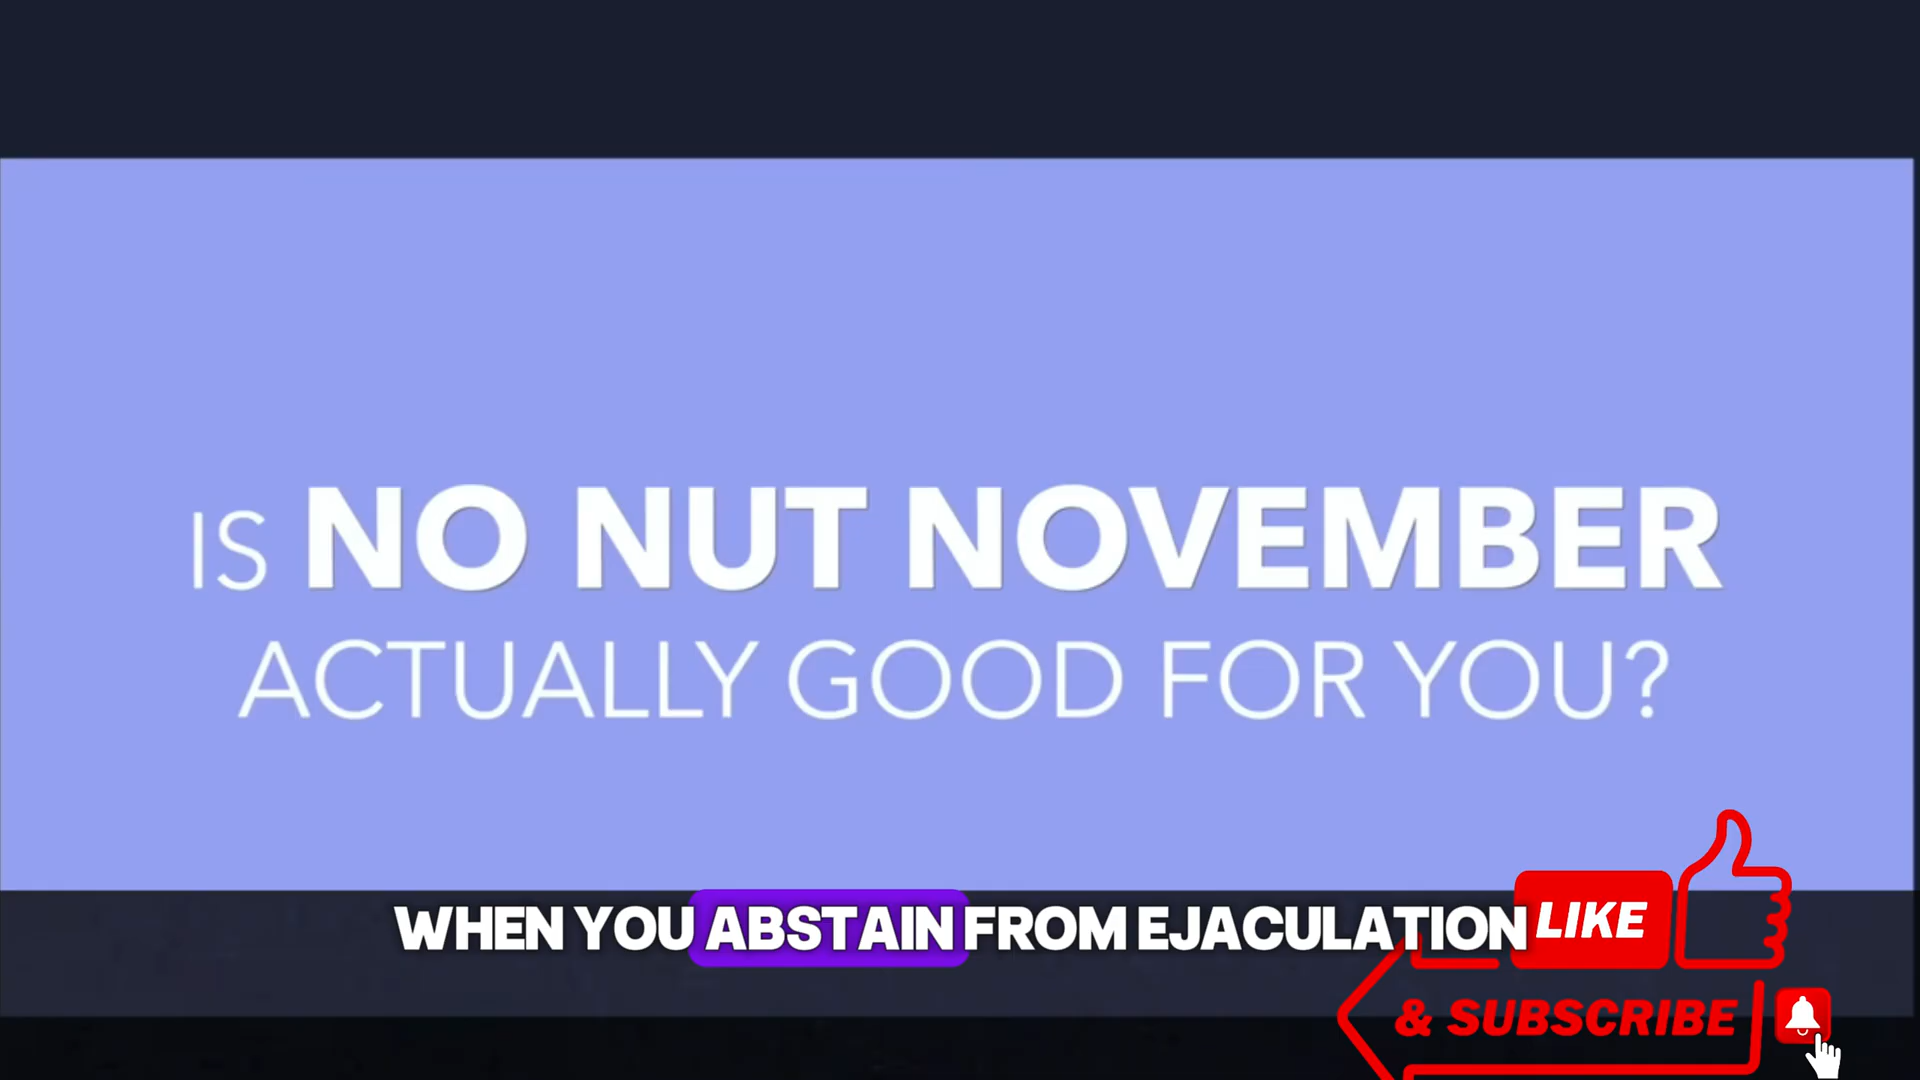 IS NO NUT NOVEMBER
ACTUALLY GOOD FOR YOU?
WHEN YOU ABSTAIN FROM EJACULATION
LIKE
& SUBSCRIBE